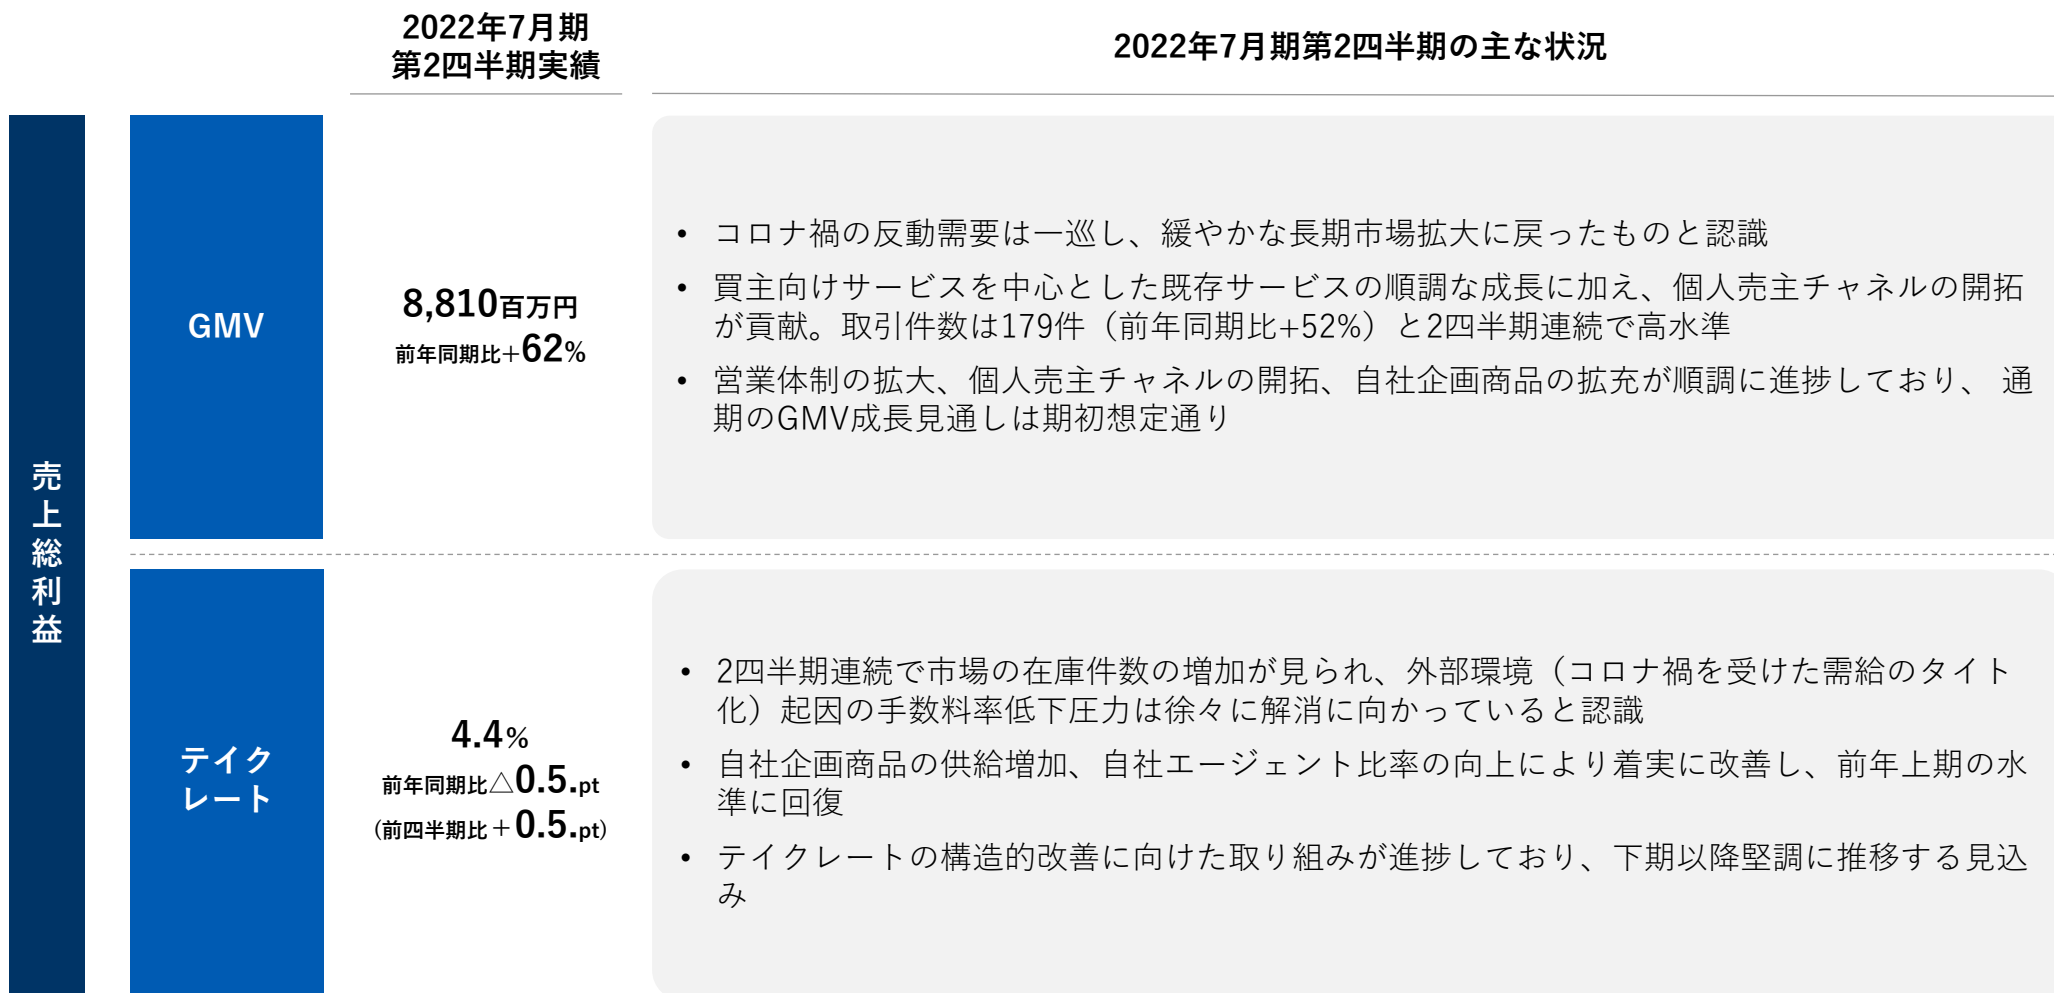 2022年7月期
第2四半期実績
2022年7月期第2四半期の主な状況
売上総利益
GMV
8,810百万円
前年同期比+62%
• コロナ禍の反動需要は一巡し、緩やかな長期市場拡大に戻ったものと認識
• 買主向けサービスを中心とした既存サービスの順調な成長に加え、個人売主チャネルの開拓
が貢献。取引件数は179件（前年同期比+52%）と2四半期連続で高水準
• 営業体制の拡大、個人売主チャネルの開拓、自社企画商品の拡充が順調に進捗しており、 通
期のGMV成長見通しは期初想定通り
テイク
レート
4.4%
前年同期比△0.5.pt
(前四半期比＋0.5.pt)
• 2四半期連続で市場の在庫件数の増加が見られ、外部環境（コロナ禍を受けた需給のタイト
化）起因の手数料率低下圧力は徐々に解消に向かっていると認識
• 自社企画商品の供給増加、自社エージェント比率の向上により着実に改善し、前年上期の水
準に回復
• テイクレートの構造的改善に向けた取り組みが進捗しており、下期以降堅調に推移する見込
み